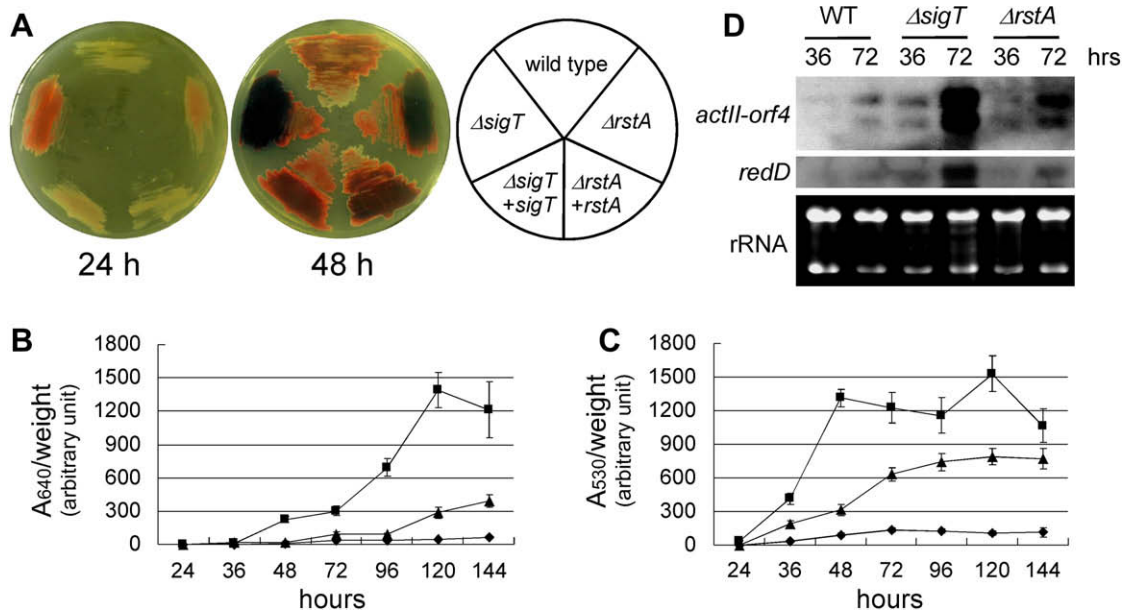 A
24 h
48 h
wild type
ΔsigT
ΔrstA
ΔsigT
+sigT
ΔrstA
+rstA
D
WT ΔsigT ΔrstA
36 72 36 72 36 72 hrs
actII-orf4
redD
rRNA
B
A640/weight
(arbitrary unit)
1800
1500
1200
900
600
300
0
24 36 48 72 96 120 144
hours
C
A530/weight
(arbitrary unit)
1800
1500
1200
900
600
300
0
24 36 48 72 96 120 144
hours